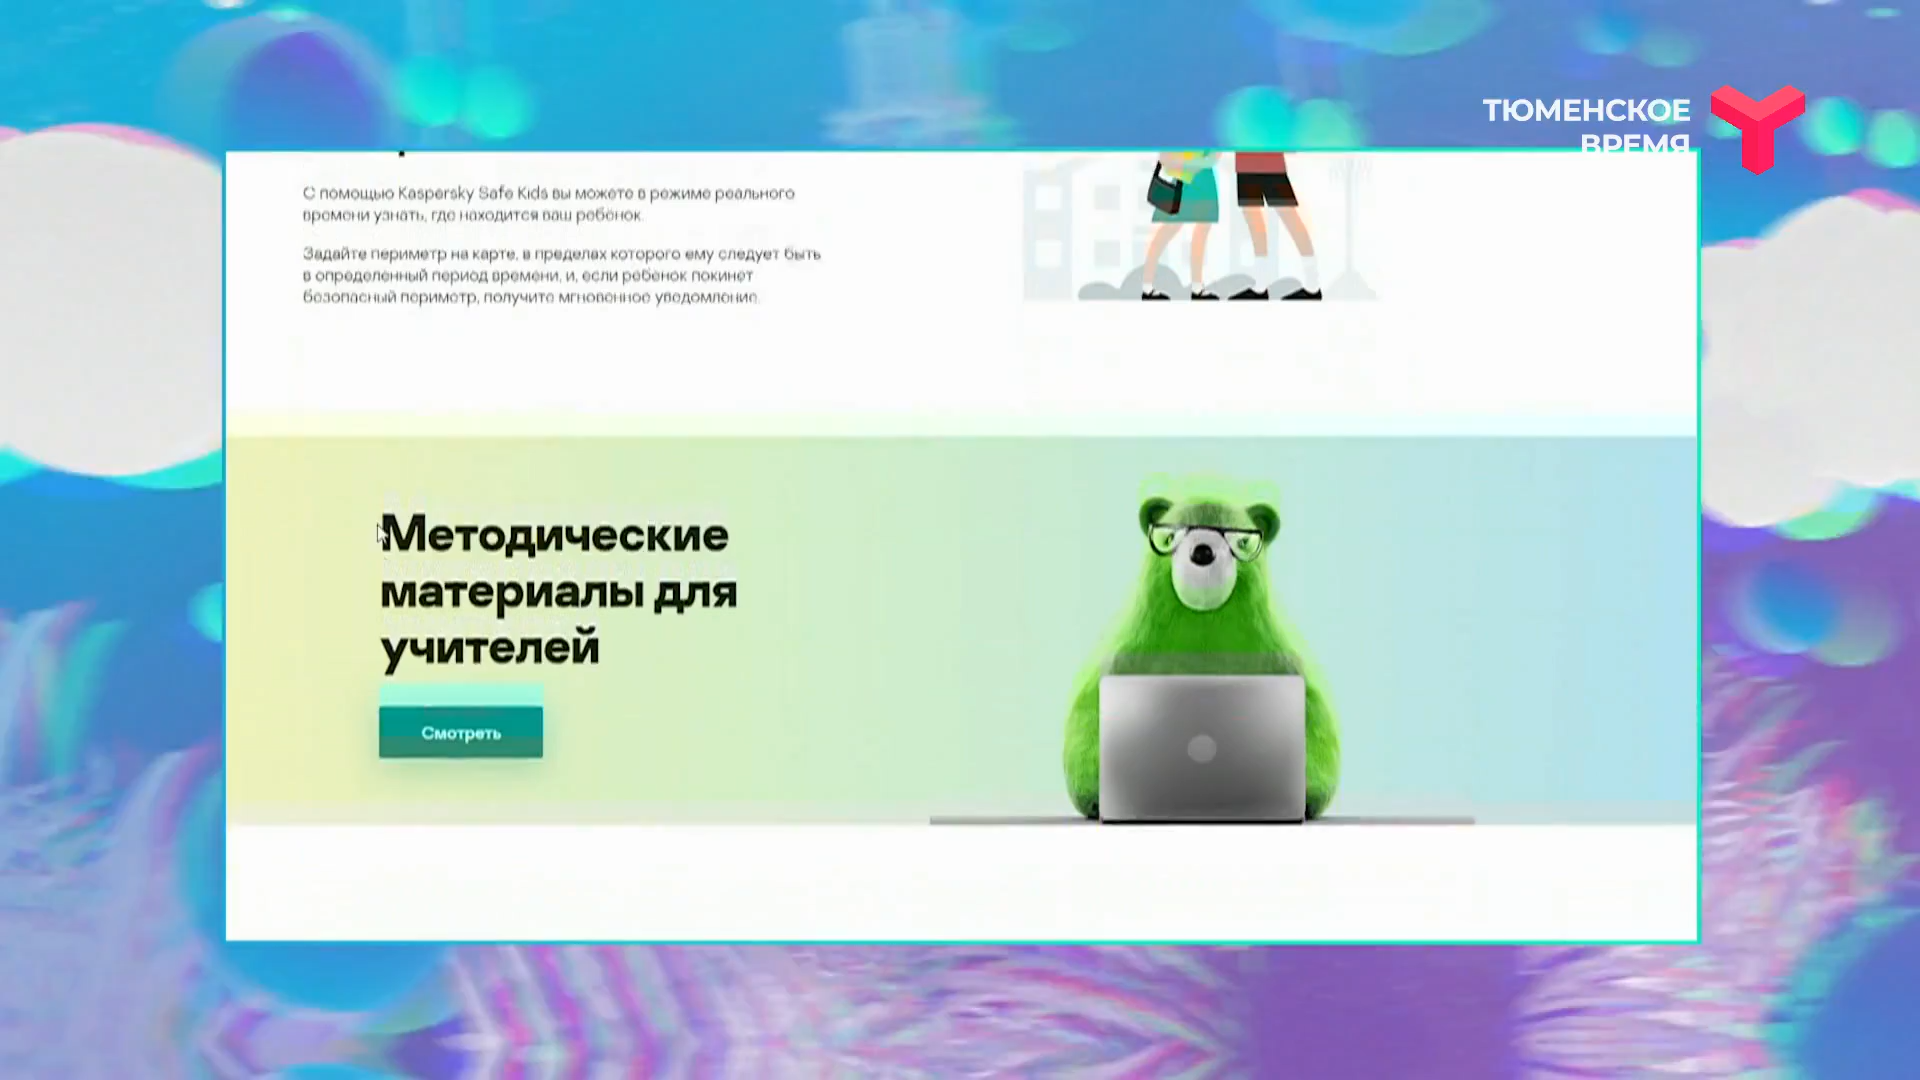 ТЮМЕНСКОЕ
ВРЕМЯ
С помощью Kaspersky Safe Kids вы можете в режиме реального
времени узнать, где находится ваш ребёнок.
Задайте периметр на карте, в пределах которого ему следует быть
в определенный период времени, и, если ребёнок покинет
безопасный периметр, получите мгновенное уведомление.
Методические
материалы для
учителей
Смотреть